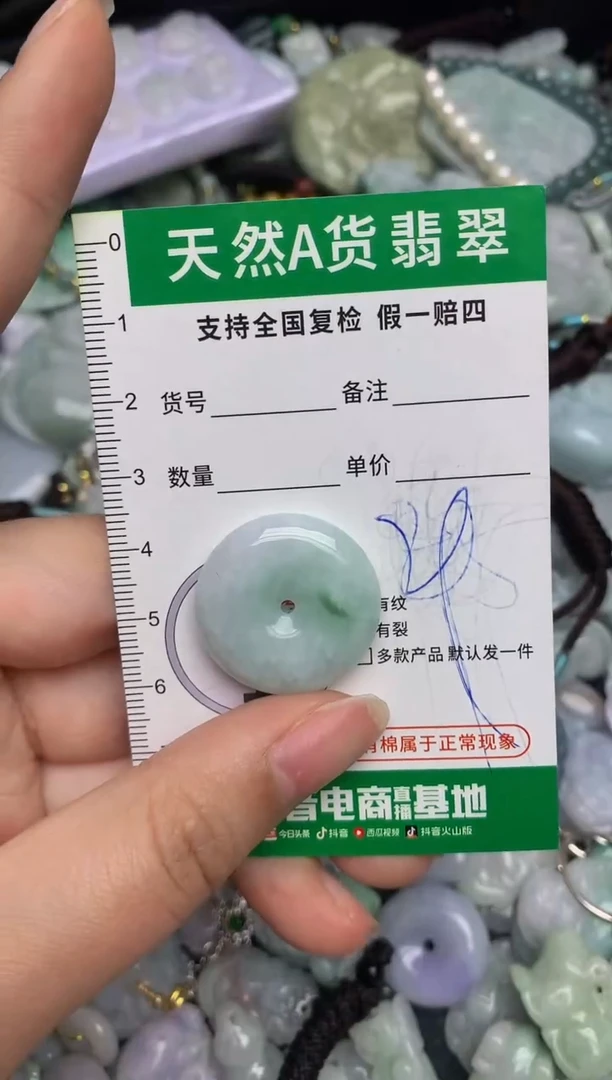 天然A货翡翠
支持全国复检 假一赔四
0
1
2
3
4
5
6
货号 备注
数量 单价
有纹
有裂
多款产品 默认发一件
棉属于正常现象
电商直播基地
今日头条 抖音 西瓜视频 抖音火山版